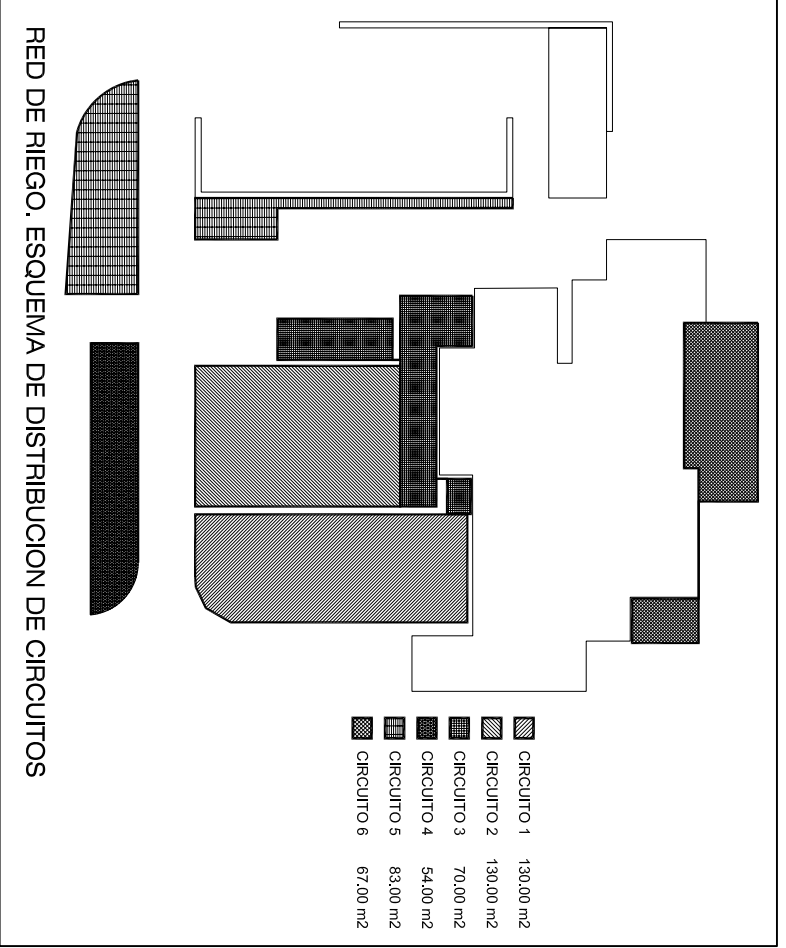 CIRCUITO 1 130.00 m2
CIRCUITO 2 130.00 m2
CIRCUITO 3 70.00 m2
CIRCUITO 4 54.00 m2
CIRCUITO 5 83.00 m2
CIRCUITO 6 67.00 m2
RED DE RIEGO. ESQUEMA DE DISTRIBUCION DE CIRCUITOS